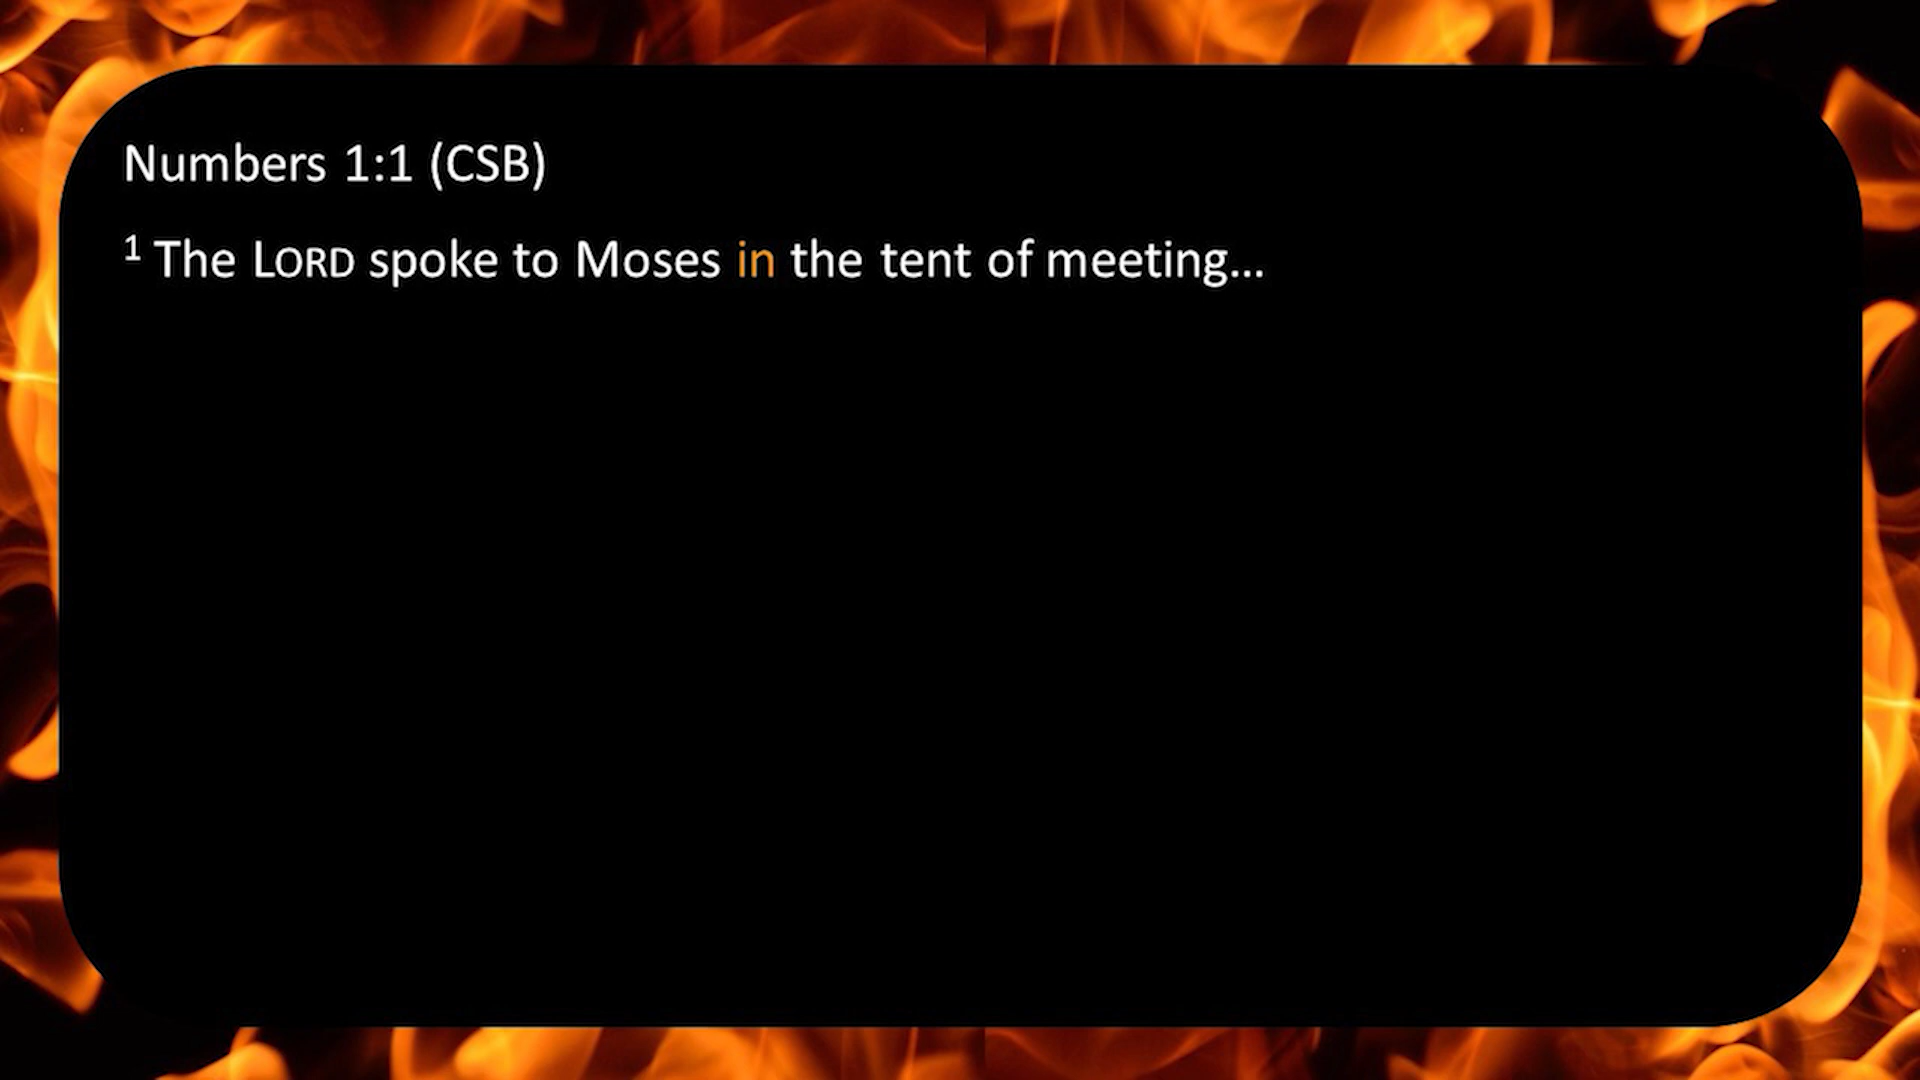 Numbers 1:1 (CSB)
1 The LORD spoke to Moses in the tent of meeting...